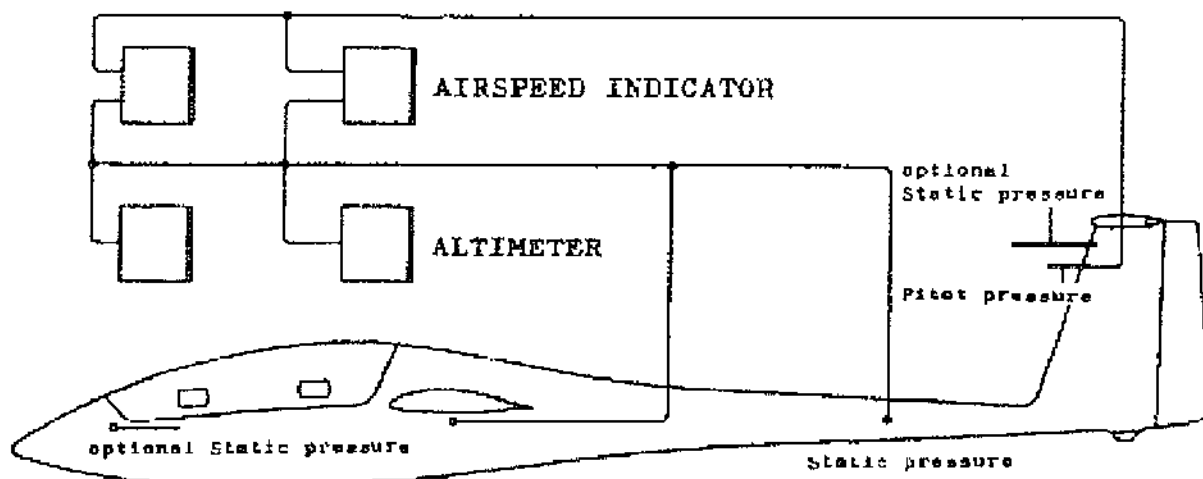 AIRSPEED INDICATOR
optional
Static pressure
ALTIMETER
Pitot pressure
optional Static pressure
Static pressure